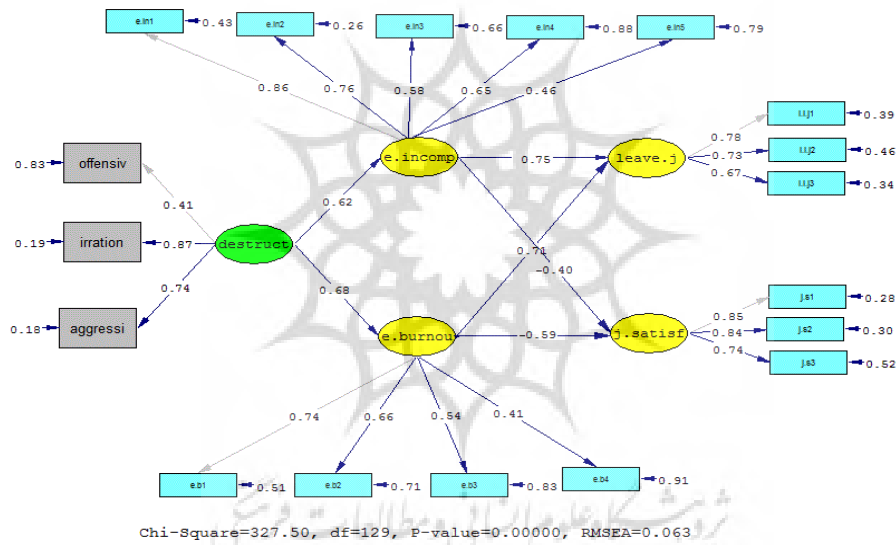 e.in1 0.43
e.in2 0.26
e.in3 0.66
e.in4 0.88
e.in5 0.79
0.86 0.76 0.58 0.65 0.46
l.l.j1 0.39
l.l.j2 0.46
l.l.j3 0.34
0.78
0.73
0.67
0.83 offensiv
0.41
e.incomp 0.75 leave.j
0.62
0.19 irration 0.87 destruct
0.71
-0.40
0.74
0.68
0.18 aggressi
e.burnou -0.59 j.satisf
0.85
0.84
0.74
j.s1 0.28
j.s2 0.30
j.s3 0.52
0.74 0.66 0.54 0.41
e.b1 0.51
e.b2 0.71
e.b3 0.83
e.b4 0.91
پژوهشگاه علوم انسانی و مطالعات فرهنگی
Chi-Square=327.50, df=129, P-value=0.00000, RMSEA=0.063